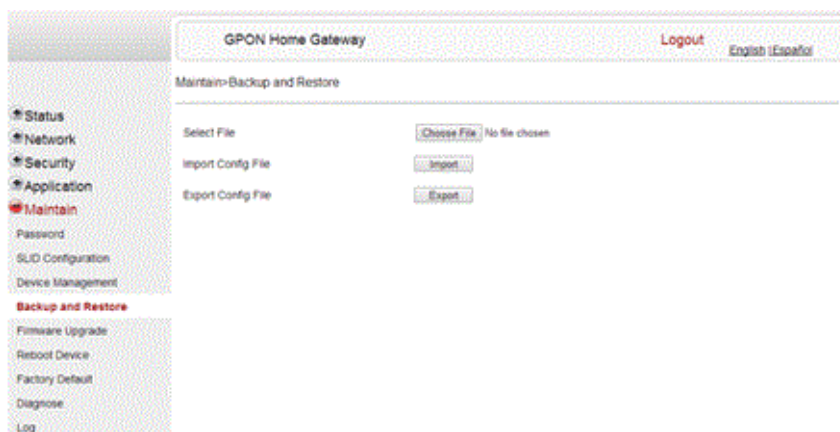 GPON Home Gateway
Logout
English | Español
Maintain>Backup and Restore
Status
Network
Security
Application
Maintain
Password
SLID Configuration
Device Management
Backup and Restore
Firmware Upgrade
Reboot Device
Factory Default
Diagnose
Log
Select File
Choose File No file chosen
Import Config File
Import
Export Config File
Export